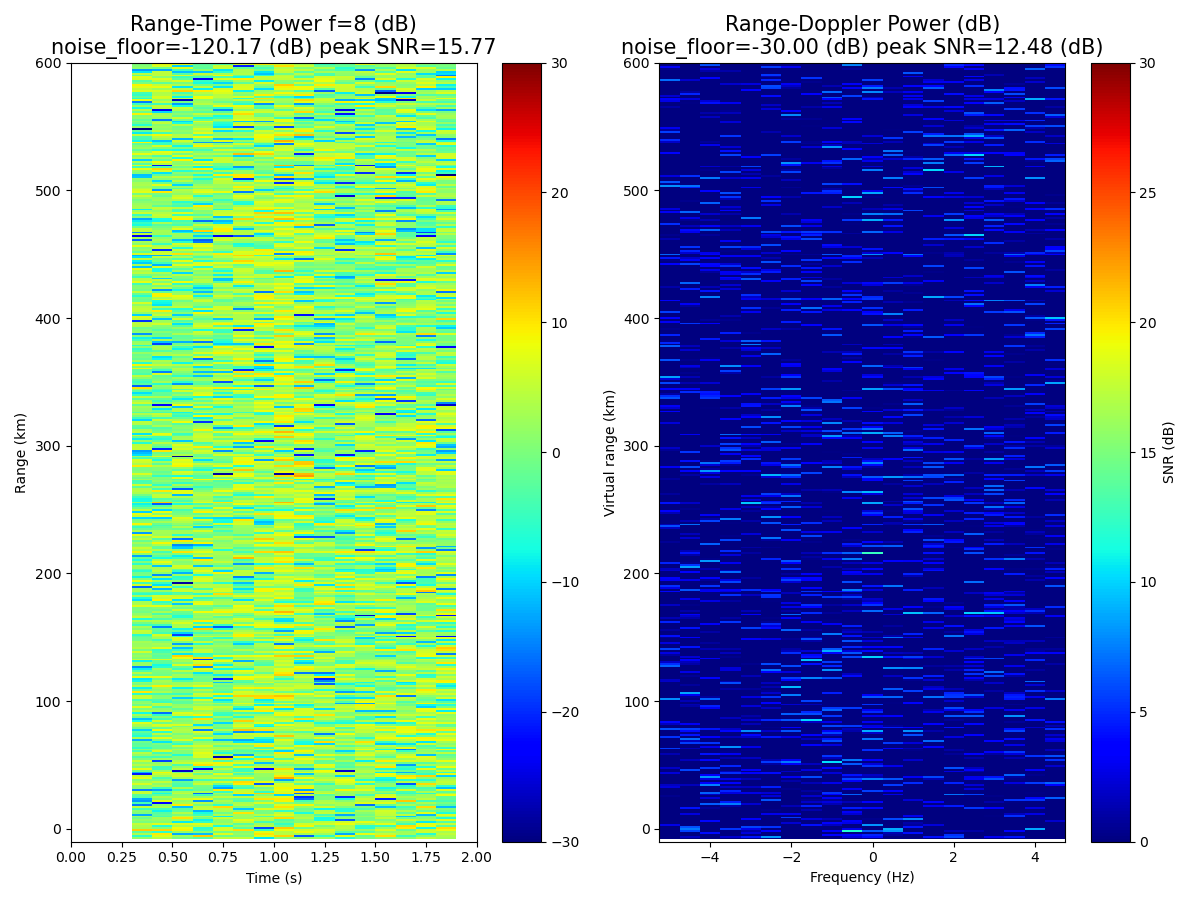 Range-Time Power f=8 (dB)
noise_floor=-120.17 (dB) peak SNR=15.77
Range (km)
600
500
400
300
200
100
0
0.00 0.25 0.50 0.75 1.00 1.25 1.50 1.75 2.00
Time (s)
30
20
10
0
−10
−20
−30
Range-Doppler Power (dB)
noise_floor=-30.00 (dB) peak SNR=12.48 (dB)
Virtual range (km)
600
500
400
300
200
100
0
−4 −2 0 2 4
Frequency (Hz)
30
25
20
15
10
5
0
SNR (dB)